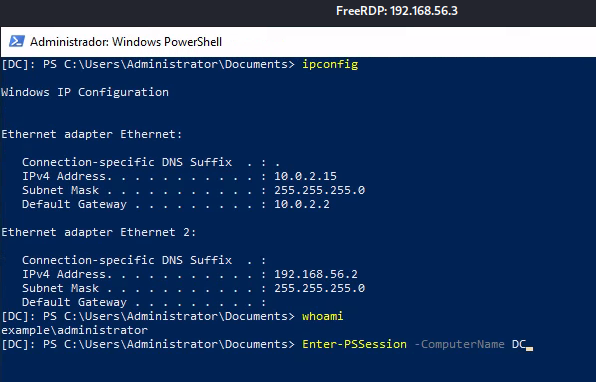 FreeRDP: 192.168.56.3
Administrador: Windows PowerShell
[DC]: PS C:\Users\Administrator\Documents> ipconfig
Windows IP Configuration
Ethernet adapter Ethernet:
Connection-specific DNS Suffix  . : .
IPv4 Address. . . . . . . . . . . : 10.0.2.15
Subnet Mask . . . . . . . . . . . : 255.255.255.0
Default Gateway . . . . . . . . . : 10.0.2.2
Ethernet adapter Ethernet 2:
Connection-specific DNS Suffix  . :
IPv4 Address. . . . . . . . . . . : 192.168.56.2
Subnet Mask . . . . . . . . . . . : 255.255.255.0
Default Gateway . . . . . . . . . :
[DC]: PS C:\Users\Administrator\Documents> whoami
example\administrator
[DC]: PS C:\Users\Administrator\Documents> Enter-PSSession -ComputerName DC